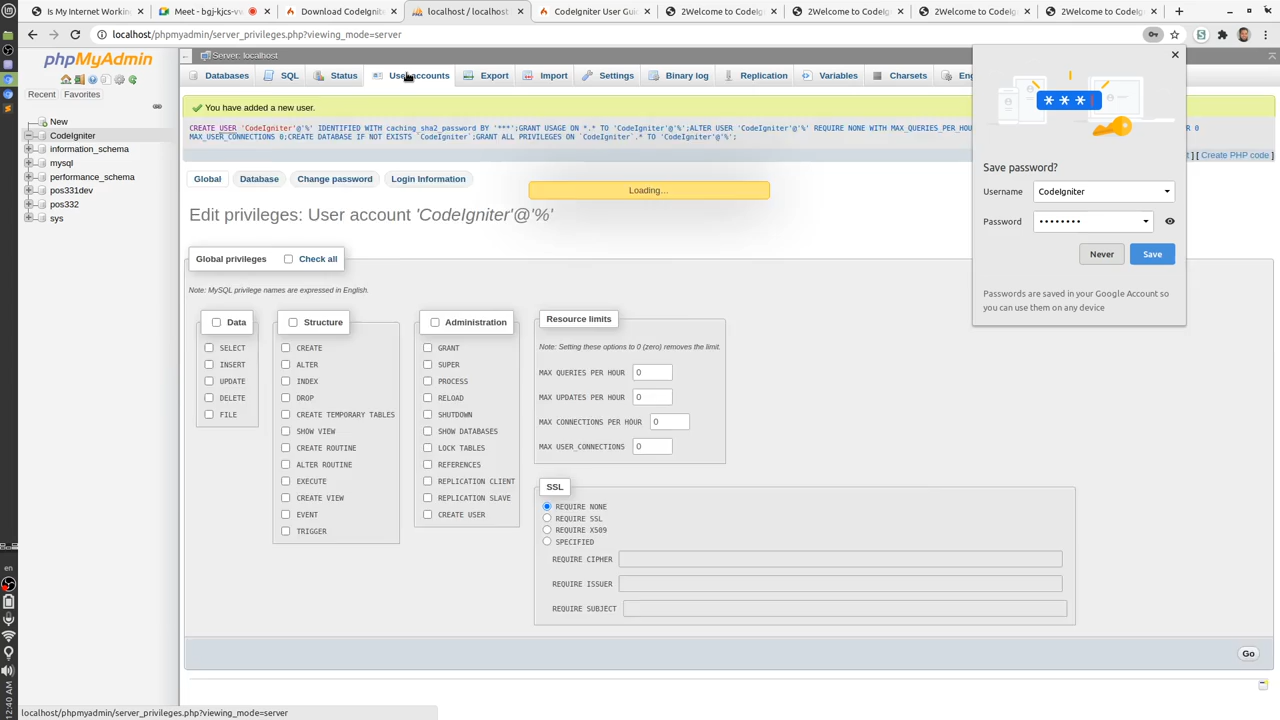 Is My Internet Working
Meet - bgj-kjcs-vv
Download CodeIgnite
localhost / localhost
CodeIgniter User Guid
2Welcome to CodeIg
2Welcome to CodeIg
2Welcome to CodeIg
2Welcome to CodeIg
localhost/phpmyadmin/server_privileges.php?viewing_mode=server
phpMyAdmin
Recent
Favorites
New
CodeIgniter
information_schema
mysql
performance_schema
pos331dev
pos332
sys
Server: localhost
Databases
SQL
Status
User accounts
Export
Import
Settings
Binary log
Replication
Variables
Charsets
Eng
You have added a new user.
CREATE USER 'CodeIgniter'@'%' IDENTIFIED WITH caching_sha2_password BY '***';GRANT USAGE ON *.* TO 'CodeIgniter'@'%';ALTER USER 'CodeIgniter'@'%' REQUIRE NONE WITH MAX_QUERIES_PER_HOU
R 0
MAX_USER_CONNECTIONS 0;CREATE DATABASE IF NOT EXISTS `CodeIgniter`;GRANT ALL PRIVILEGES ON `CodeIgniter`.* TO 'CodeIgniter'@'%';
t ] [ Create PHP code ]
Global
Database
Change password
Login Information
Loading…
Edit privileges: User account 'CodeIgniter'@'%'
Global privileges
Check all
Note: MySQL privilege names are expressed in English.
Data
SELECT
INSERT
UPDATE
DELETE
FILE
Structure
CREATE
ALTER
INDEX
DROP
CREATE TEMPORARY TABLES
SHOW VIEW
CREATE ROUTINE
ALTER ROUTINE
EXECUTE
CREATE VIEW
EVENT
TRIGGER
Administration
GRANT
SUPER
PROCESS
RELOAD
SHUTDOWN
SHOW DATABASES
LOCK TABLES
REFERENCES
REPLICATION CLIENT
REPLICATION SLAVE
CREATE USER
Resource limits
Note: Setting these options to 0 (zero) removes the limit.
MAX QUERIES PER HOUR 0
MAX UPDATES PER HOUR 0
MAX CONNECTIONS PER HOUR 0
MAX USER_CONNECTIONS 0
SSL
REQUIRE NONE
REQUIRE SSL
REQUIRE X509
SPECIFIED
REQUIRE CIPHER
REQUIRE ISSUER
REQUIRE SUBJECT
Go
Save password?
Username CodeIgniter
Password ••••••••
Never
Save
Passwords are saved in your Google Account so
you can use them on any device
en
12:40 AM
localhost/phpmyadmin/server_privileges.php?viewing_mode=server